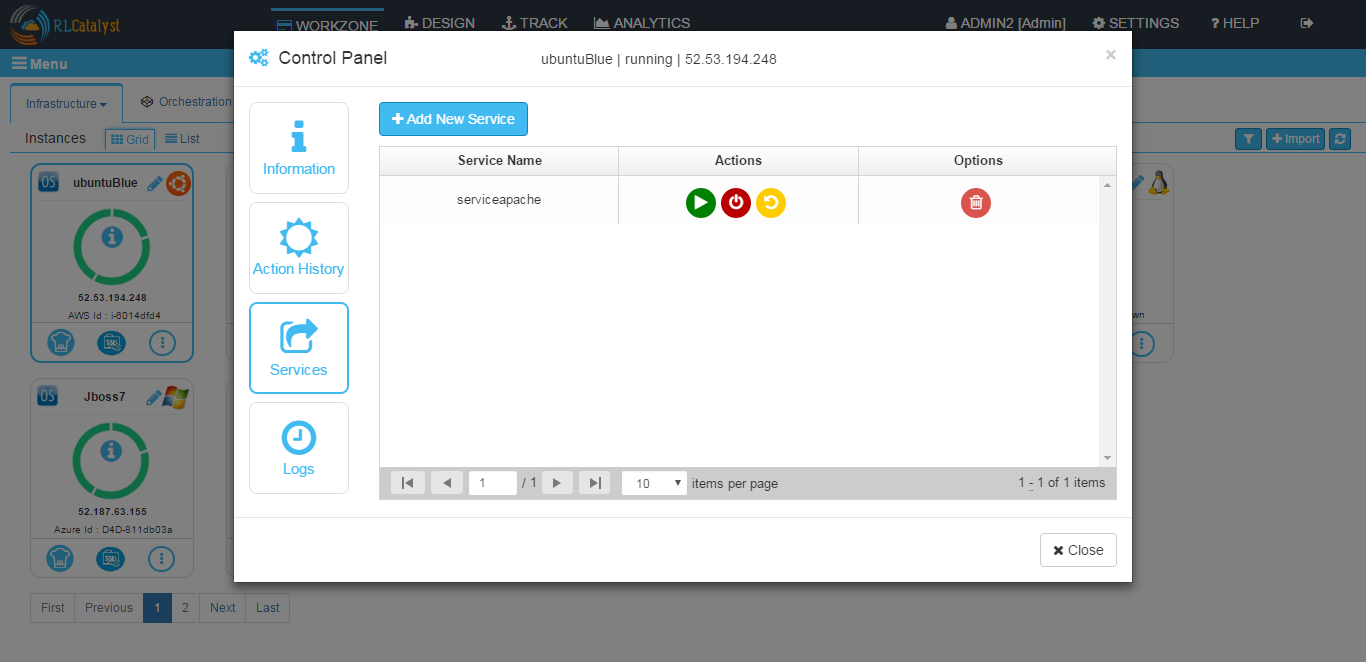 RLCatalyst
WORKZONE
DESIGN
TRACK
ANALYTICS
ADMIN2 [Admin]
SETTINGS
? HELP
Menu
Infrastructure
Orchestration
Instances
Grid
List
Import
OS
ubuntuBlue
52.53.194.248
AWS Id : i-6014dfd4
OS
Jboss7
52.187.63.155
Azure Id : D4D-811db03a
wn
First
Previous
1
2
Next
Last
Control Panel
ubuntuBlue | running | 52.53.194.248
×
Information
Action History
Services
Logs
+ Add New Service
Service Name
Actions
Options
serviceapache
1
/ 1
10
items per page
1 - 1 of 1 items
Close